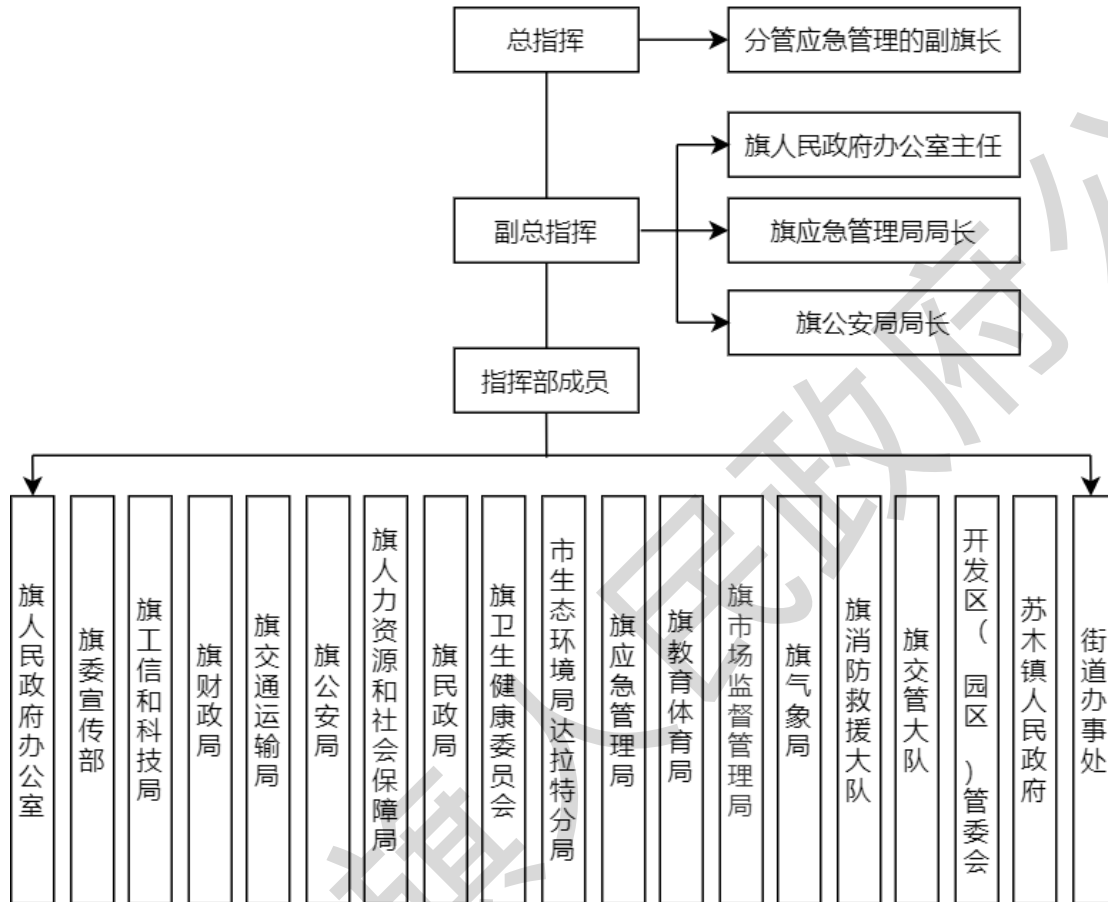 总指挥
分管应急管理的副旗长
旗人民政府办公室主任
副总指挥
旗应急管理局局长
旗公安局局长
指挥部成员
旗人民政府办公室
旗委宣传部
旗工信和科技局
旗财政局
旗交通运输局
旗公安局
旗人力资源和社会保障局
旗民政局
旗卫生健康委员会
市生态环境局达拉特分局
旗应急管理局
旗教育体育局
旗市场监督管理局
旗气象局
旗消防救援大队
旗交管大队
开发区(园区)管委会
苏木镇人民政府
街道办事处
旗人民政府公